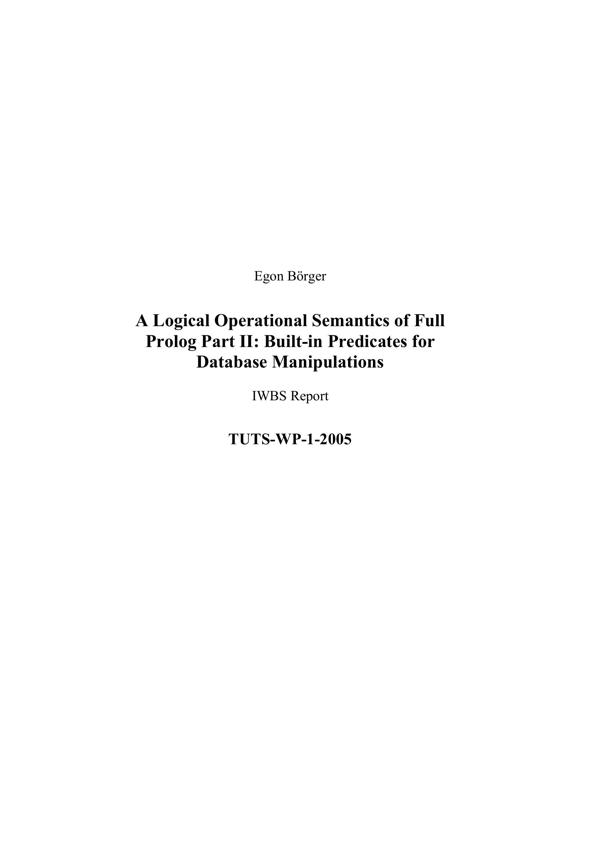 Egon Börger
A Logical Operational Semantics of Full
Prolog Part II: Built-in Predicates for
Database Manipulations
IWBS Report
TUTS-WP-1-2005